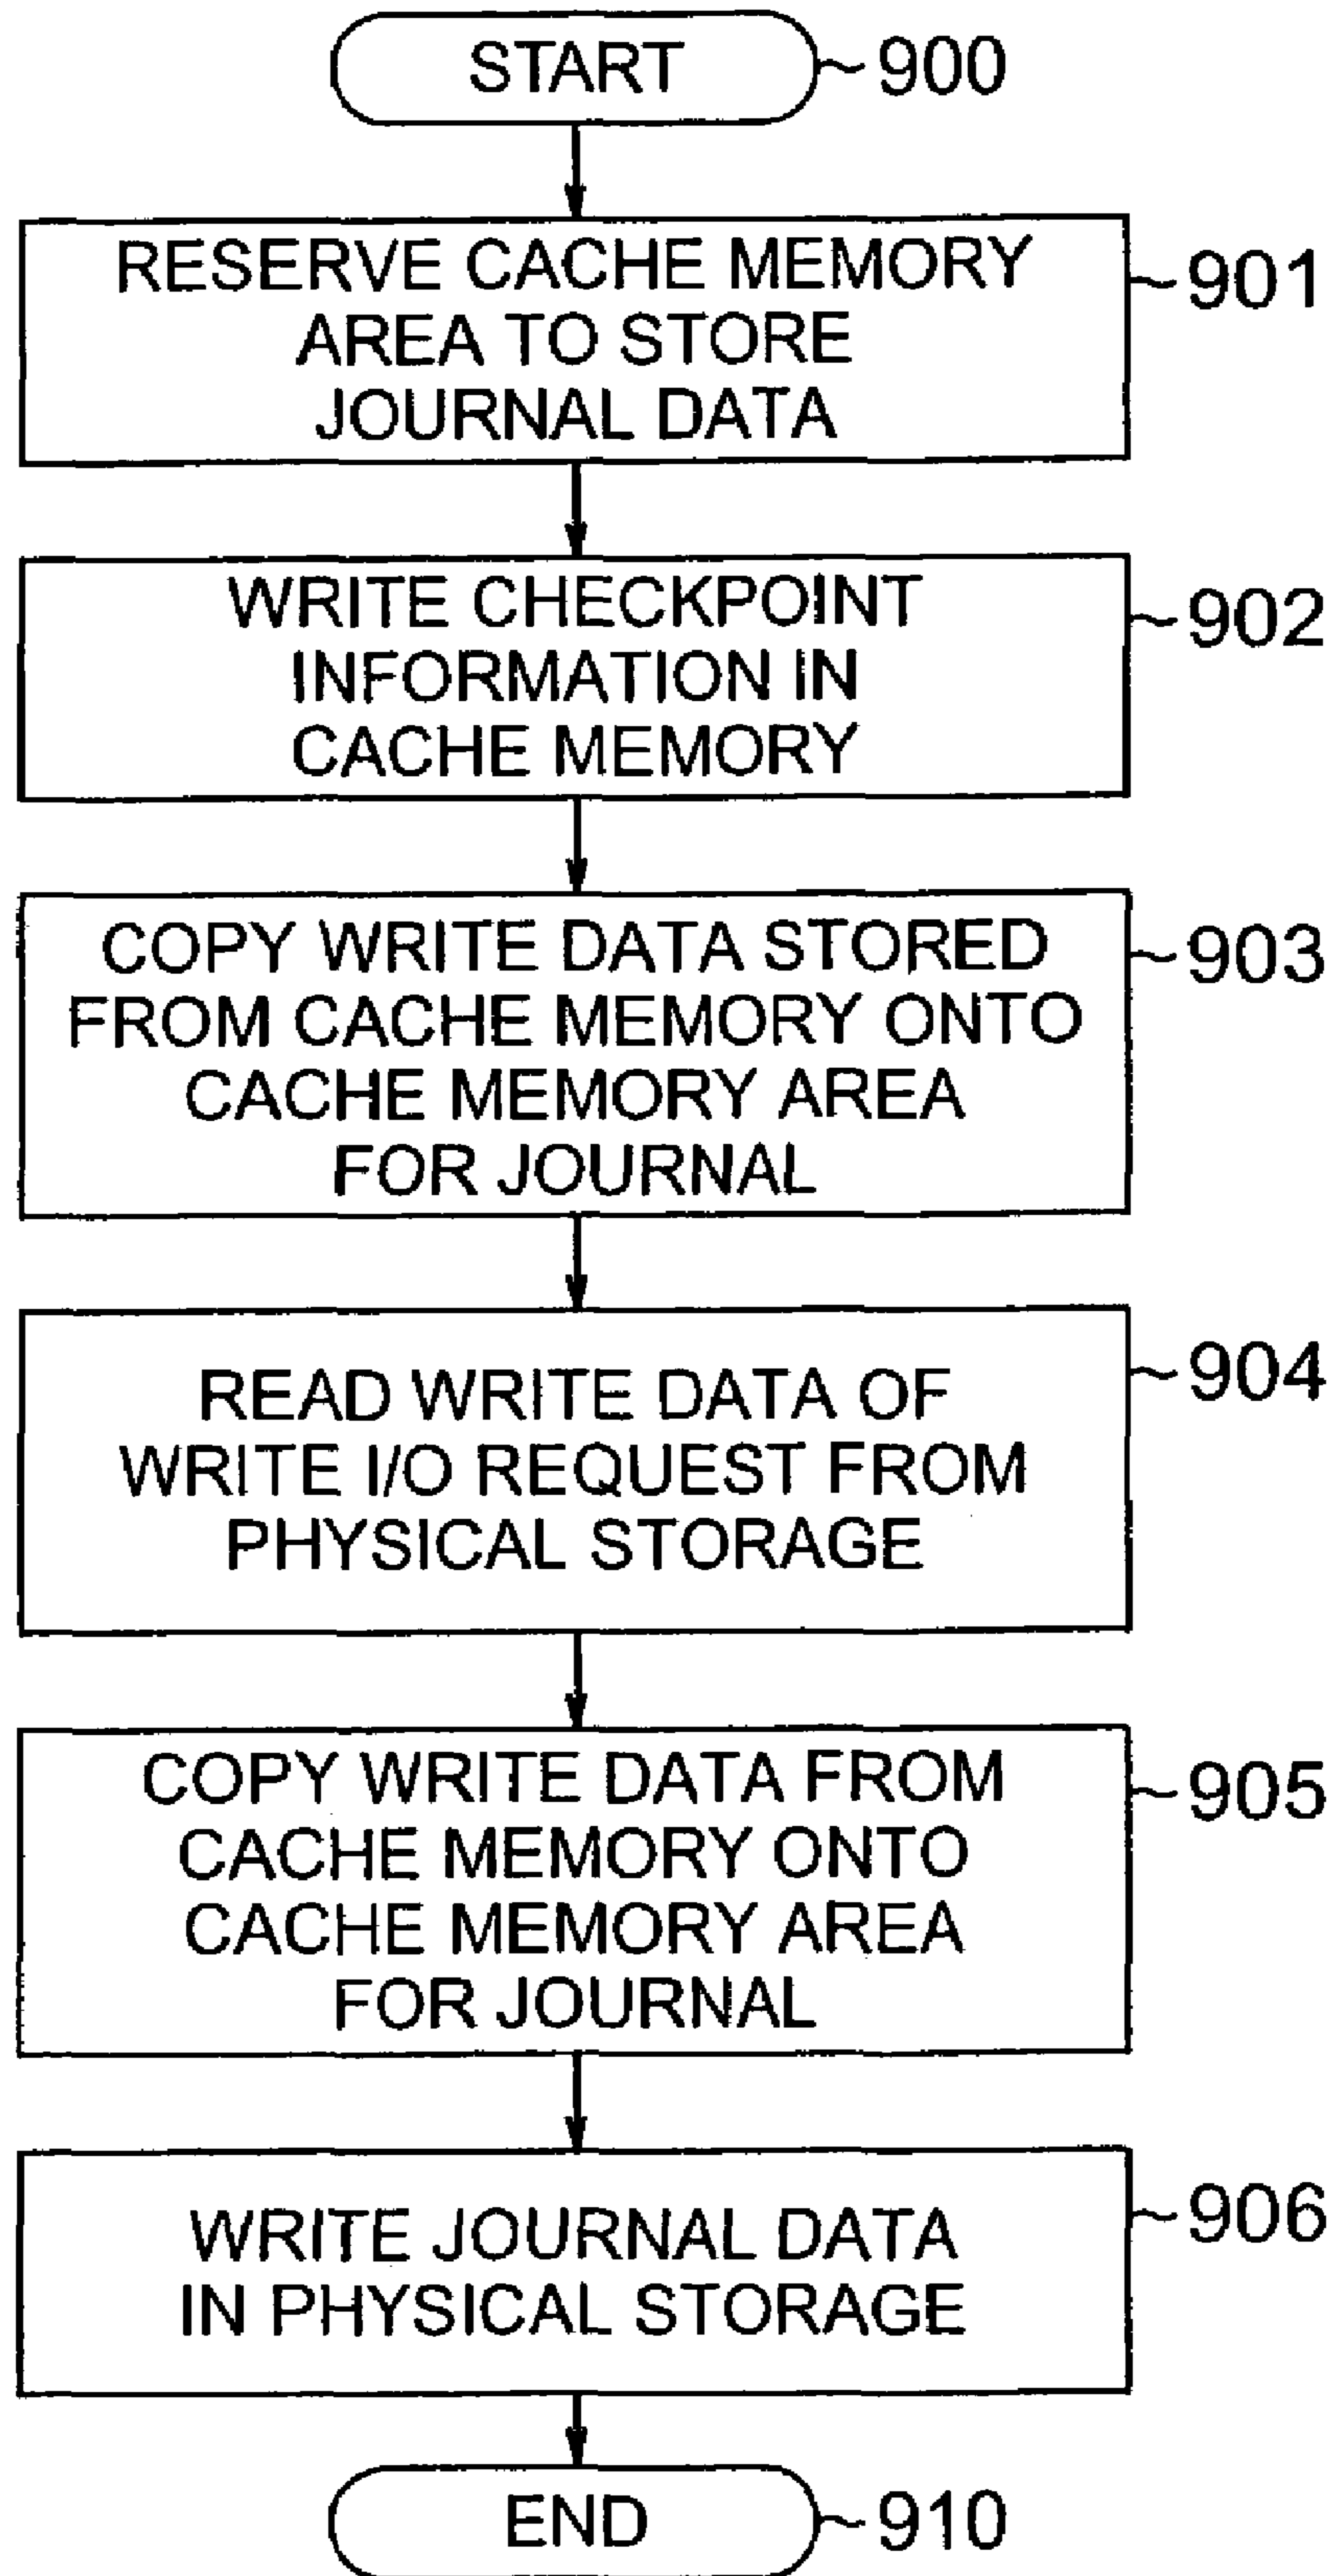 START
~900
RESERVE CACHE MEMORY
AREA TO STORE
JOURNAL DATA
~901
WRITE CHECKPOINT
INFORMATION IN
CACHE MEMORY
~902
COPY WRITE DATA STORED
FROM CACHE MEMORY ONTO
CACHE MEMORY AREA
FOR JOURNAL
~903
READ WRITE DATA OF
WRITE I/O REQUEST FROM
PHYSICAL STORAGE
~904
COPY WRITE DATA FROM
CACHE MEMORY ONTO
CACHE MEMORY AREA
FOR JOURNAL
~905
WRITE JOURNAL DATA
IN PHYSICAL STORAGE
~906
END
~910